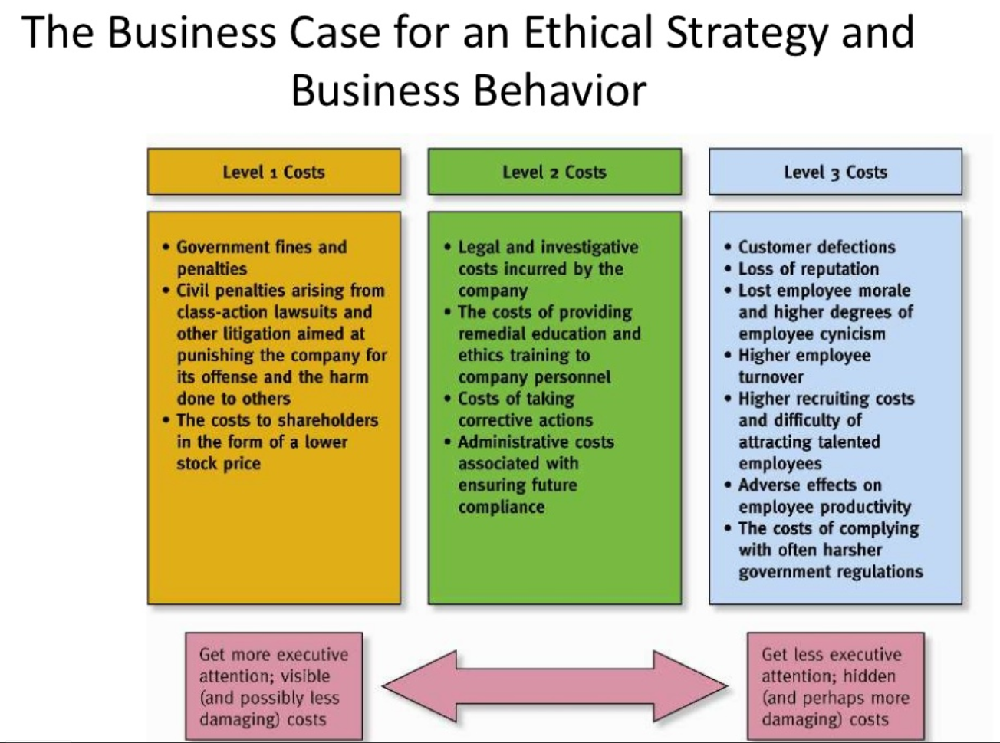 The Business Case for an Ethical Strategy and
Business Behavior
Level 1 Costs
• Government fines and
penalties
• Civil penalties arising from
class-action lawsuits and
other litigation aimed at
punishing the company for
its offense and the harm
done to others
• The costs to shareholders
in the form of a lower
stock price
Level 2 Costs
• Legal and investigative
costs incurred by the
company
• The costs of providing
remedial education and
ethics training to
company personnel
• Costs of taking
corrective actions
• Administrative costs
associated with
ensuring future
compliance
Level 3 Costs
• Customer defections
• Loss of reputation
• Lost employee morale
and higher degrees of
employee cynicism
• Higher employee
turnover
• Higher recruiting costs
and difficulty of
attracting talented
employees
• Adverse effects on
employee productivity
• The costs of complying
with often harsher
government regulations
Get more executive
attention; visible
(and possibly less
damaging) costs
Get less executive
attention; hidden
(and perhaps more
damaging) costs